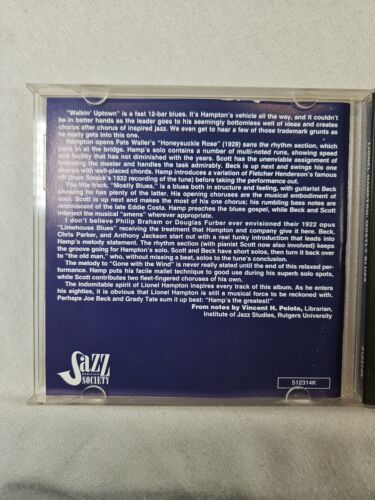 "Walkin' Uptown" is a fast 12-bar blues. It's Hampton's vehicle all the way, and it couldn't
be in better hands as the leader goes to his seemingly bottomless well of ideas and creates
chorus after chorus of inspired jazz. We even get to hear a few of those trademark grunts as
he really gets into this one.
Hampton opens Fats Waller's "Honeysuckle Rose" (1929) sans the rhythm section, which
joins in at the bridge. Hamp's solo contains a number of multi-noted runs, showing speed
and facility that has not diminished with the years. Scott has the unenviable assignment of
following the master and handles the task admirably. Beck is up next and swings his one
chorus with well-placed chords. Hamp introduces a variation of Fletcher Henderson's famous
riff (from Smack's 1932 recording of the tune) before taking the performance out.
The title track, "Mostly Blues," is a blues both in structure and feeling, with guitarist Beck
showing he has plenty of the latter. His opening choruses are the musical embodiment of
soul. Scott is up next and makes the most of his one chorus; his rumbling bass notes are
reminiscent of the late Eddie Costa. Hamp preaches the blues gospel, while Beck and Scott
interject the musical "amens" wherever appropriate.
I don't believe Philip Braham or Douglas Furber ever envisioned their 1922 opus
"Limehouse Blues" receiving the treatment that Hampton and company give it here. Beck,
Chris Parker, and Anthony Jackson start out with a real funky introduction that leads into
Hamp's melody statement. The rhythm section (with pianist Scott now also involved) keeps
the groove going for Hampton's solo. Scott and Beck have short solos, then turn it back over
to "the old man," who, without missing a beat, solos to the tune's conclusion.
The melody to "Gone with the Wind" is never really stated until the end of this relaxed per-
formance. Hamp puts his facile mallet technique to good use during his superb solo spots,
while Scott contributes two fleet-fingered choruses of his own.
The indomitable spirit of Lionel Hampton inspires every track of this album. As he enters
his eighties, it is obvious that Lionel Hampton is still a musical force to be reckoned with.
Perhaps Joe Beck and Grady Tate sum it up best: "Hamp's the greatest!"
From notes by Vincent H. Pelote, Librarian,
Institute of Jazz Studies, Rutgers University
Jazz
HERITAGE
SOCIETY
512314K